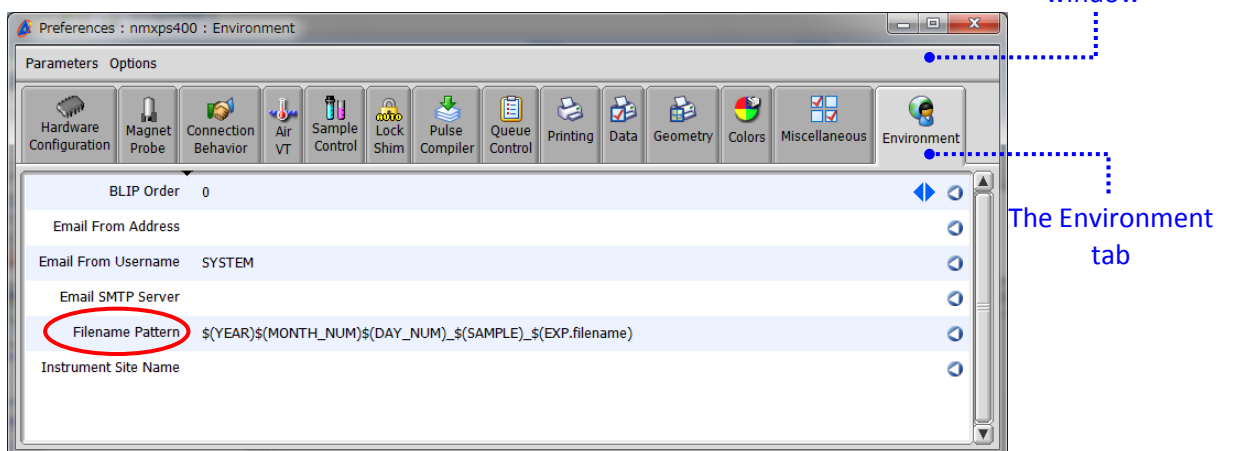 window
Preferences : nmxps400 : Environment
Parameters Options
Hardware Configuration
Magnet Probe
Connection Behavior
Air VT
Sample Control
AUTO
Lock Shim
Pulse Compiler
Queue Control
Printing
Data
Geometry
Colors
Miscellaneous
Environment
BLIP Order 0
Email From Address
Email From Username SYSTEM
Email SMTP Server
Filename Pattern $(YEAR)$(MONTH_NUM)$(DAY_NUM)_$(SAMPLE)_$(EXP.filename)
Instrument Site Name
The Environment
tab